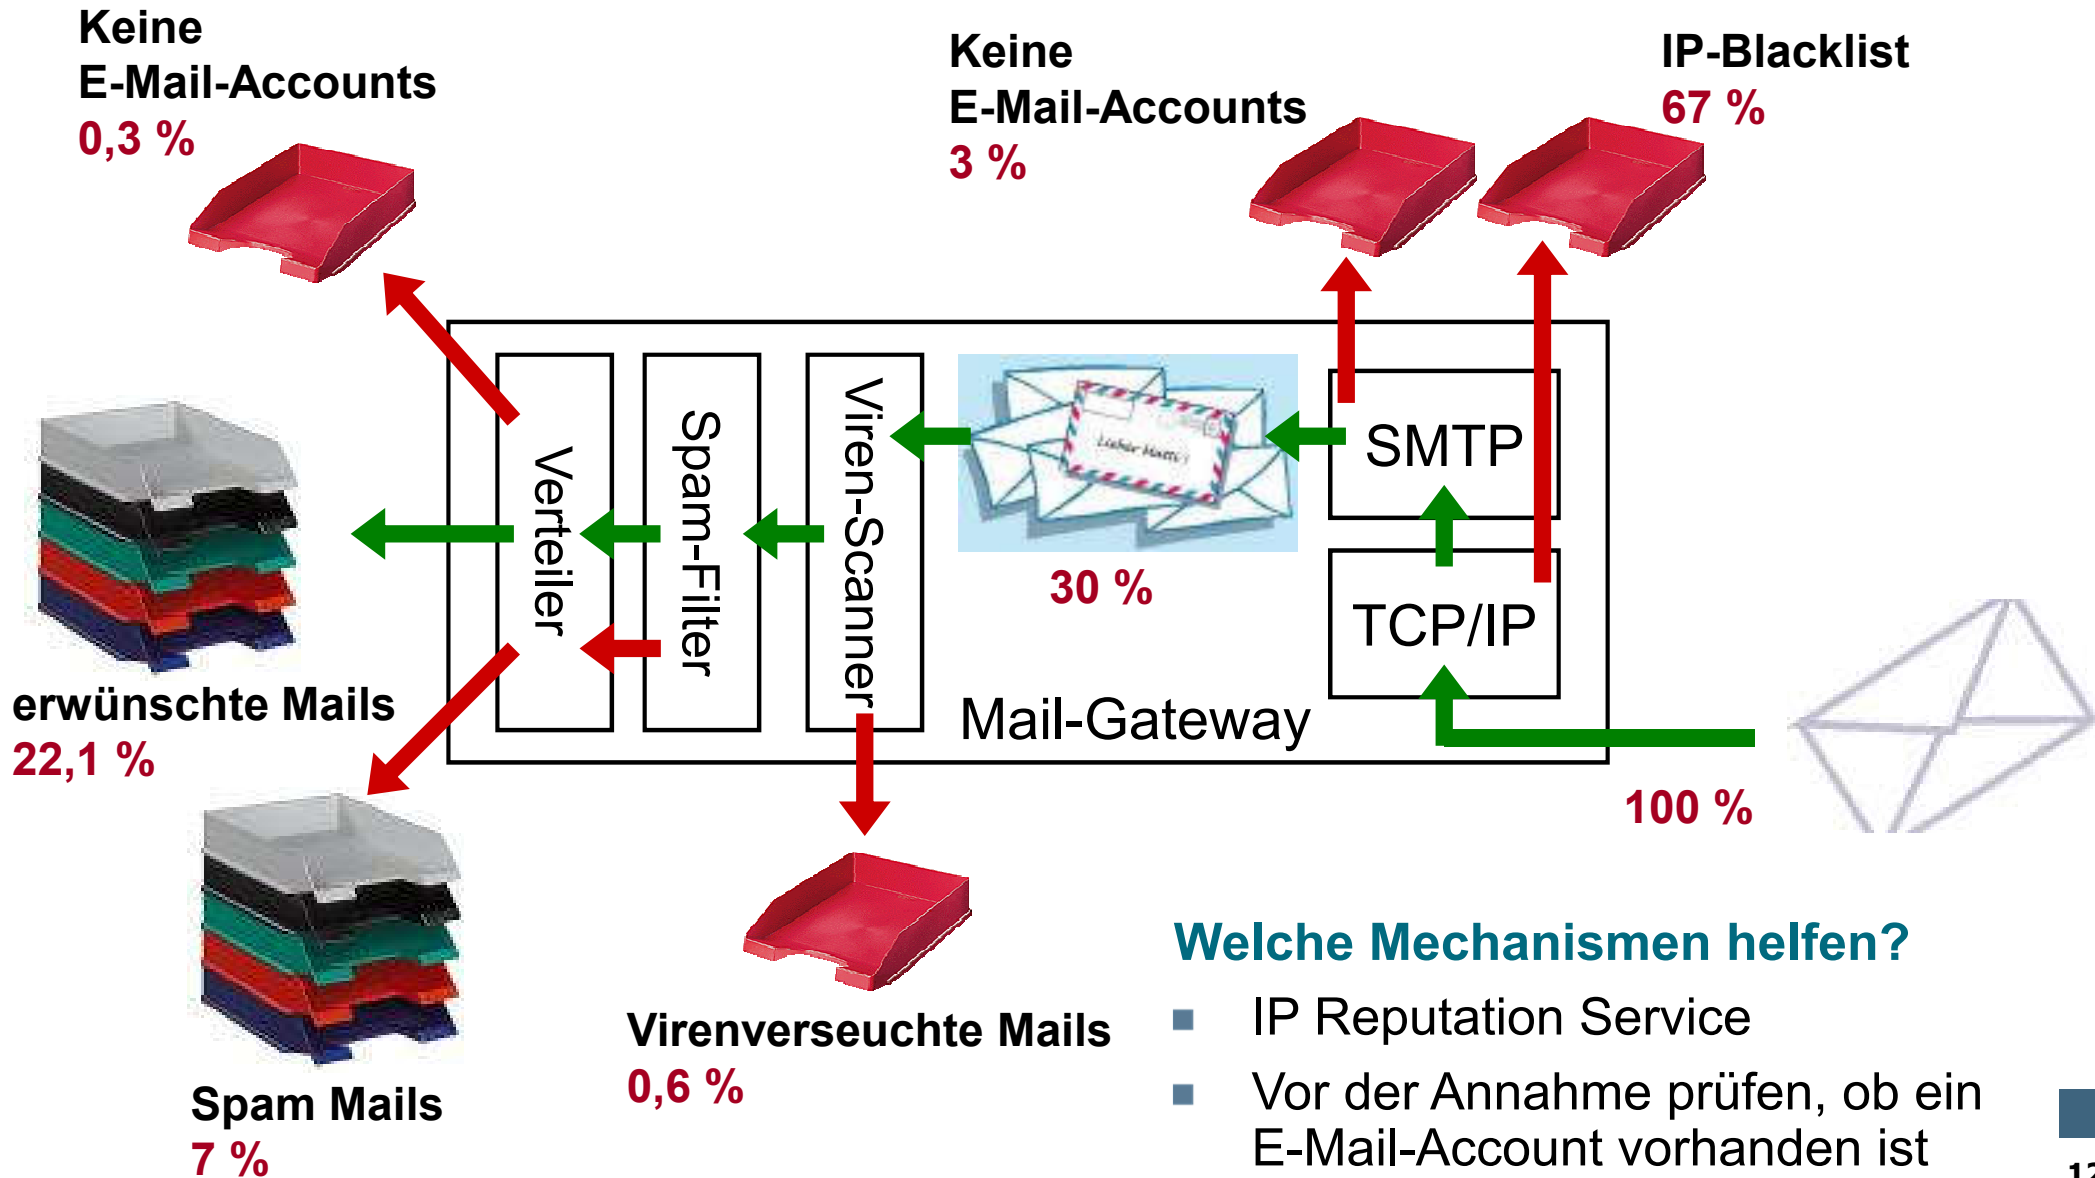 Keine
E-Mail-Accounts
0,3 %
Keine
E-Mail-Accounts
3 %
IP-Blacklist
67 %
Verteiler
Spam-Filter
Viren-Scanner
Lieber Matti!
SMTP
30 %
TCP/IP
Mail-Gateway
erwünschte Mails
22,1 %
100 %
Spam Mails
7 %
Virenverseuchte Mails
0,6 %
Welche Mechanismen helfen?
IP Reputation Service
Vor der Annahme prüfen, ob ein
E-Mail-Account vorhanden ist